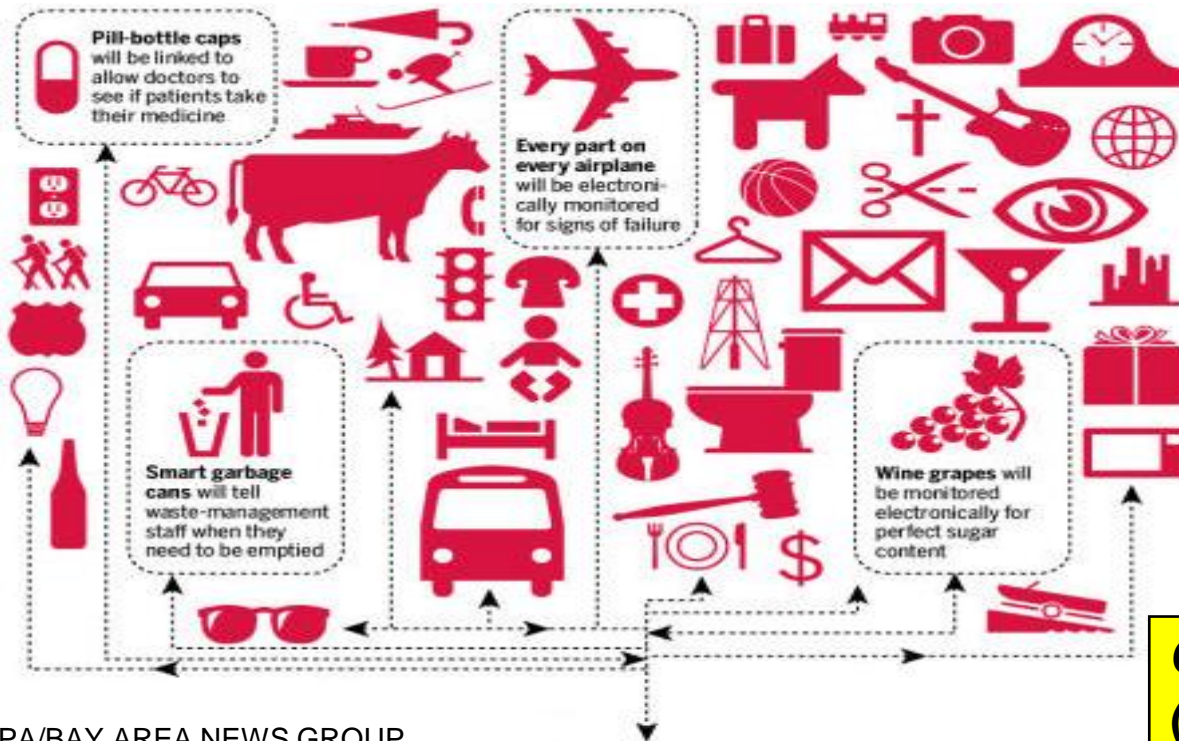 Pill-bottle caps
will be linked to
allow doctors to
see if patients take
their medicine
Every part on
every airplane
will be electroni-
cally monitored
for signs of failure
Smart garbage
cans will tell
waste-management
staff when they
need to be emptied
Wine grapes will
be monitored
electronically for
perfect sugar
content
$
PA/BAY AREA NEWS GROUP